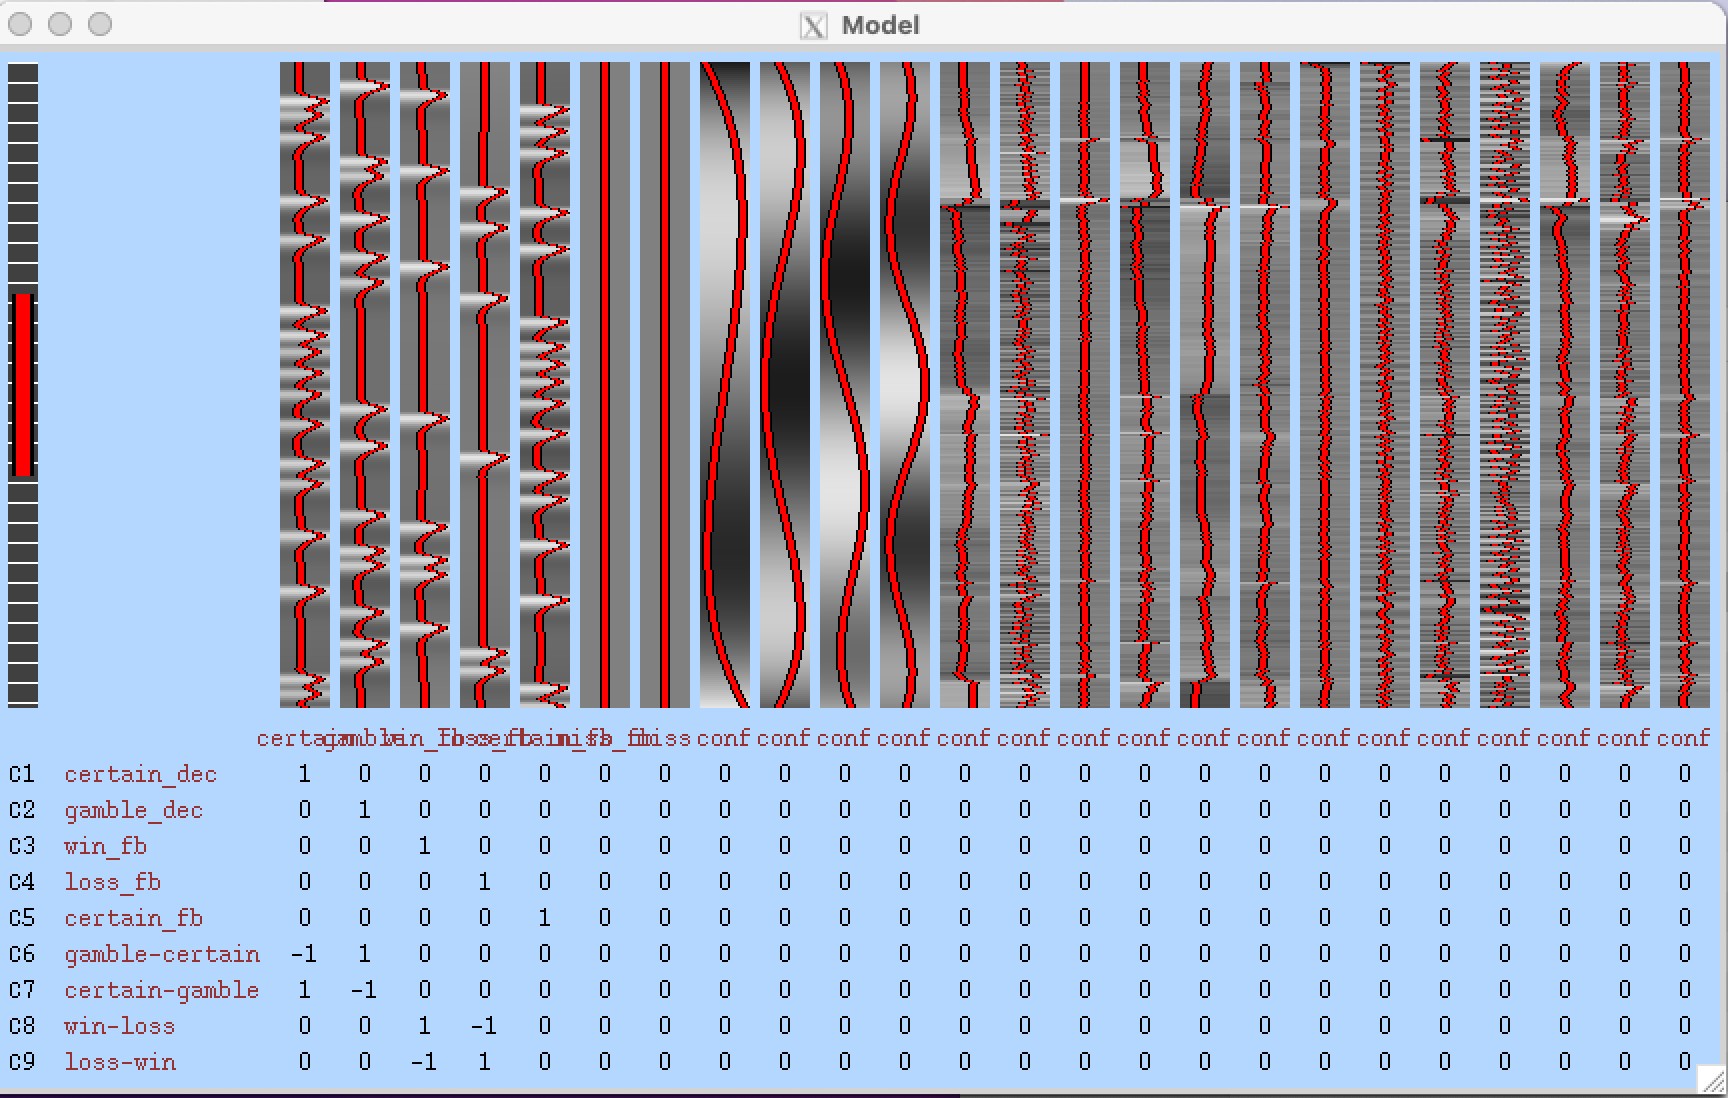 Model
conf conf conf conf conf conf conf conf conf conf conf conf conf conf conf conf conf
C1 certain_dec 1 0 0 0 0 0 0 0 0 0 0 0 0 0 0 0 0 0 0 0 0 0 0 0
C2 gamble_dec 0 1 0 0 0 0 0 0 0 0 0 0 0 0 0 0 0 0 0 0 0 0 0 0
C3 win_fb 0 0 1 0 0 0 0 0 0 0 0 0 0 0 0 0 0 0 0 0 0 0 0 0
C4 loss_fb 0 0 0 1 0 0 0 0 0 0 0 0 0 0 0 0 0 0 0 0 0 0 0 0
C5 certain_fb 0 0 0 0 1 0 0 0 0 0 0 0 0 0 0 0 0 0 0 0 0 0 0 0
C6 gamble-certain -1 1 0 0 0 0 0 0 0 0 0 0 0 0 0 0 0 0 0 0 0 0 0 0
C7 certain-gamble 1 -1 0 0 0 0 0 0 0 0 0 0 0 0 0 0 0 0 0 0 0 0 0 0
C8 win-loss 0 0 1 -1 0 0 0 0 0 0 0 0 0 0 0 0 0 0 0 0 0 0 0 0
C9 loss-win 0 0 -1 1 0 0 0 0 0 0 0 0 0 0 0 0 0 0 0 0 0 0 0 0